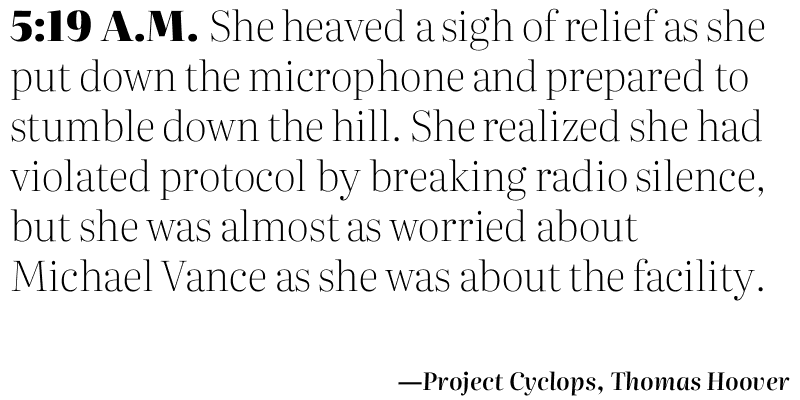 5:19 A.M. She heaved a sigh of relief as she
put down the microphone and prepared to
stumble down the hill. She realized she had
violated protocol by breaking radio silence,
but she was almost as worried about
Michael Vance as she was about the facility.
—Project Cyclops, Thomas Hoover